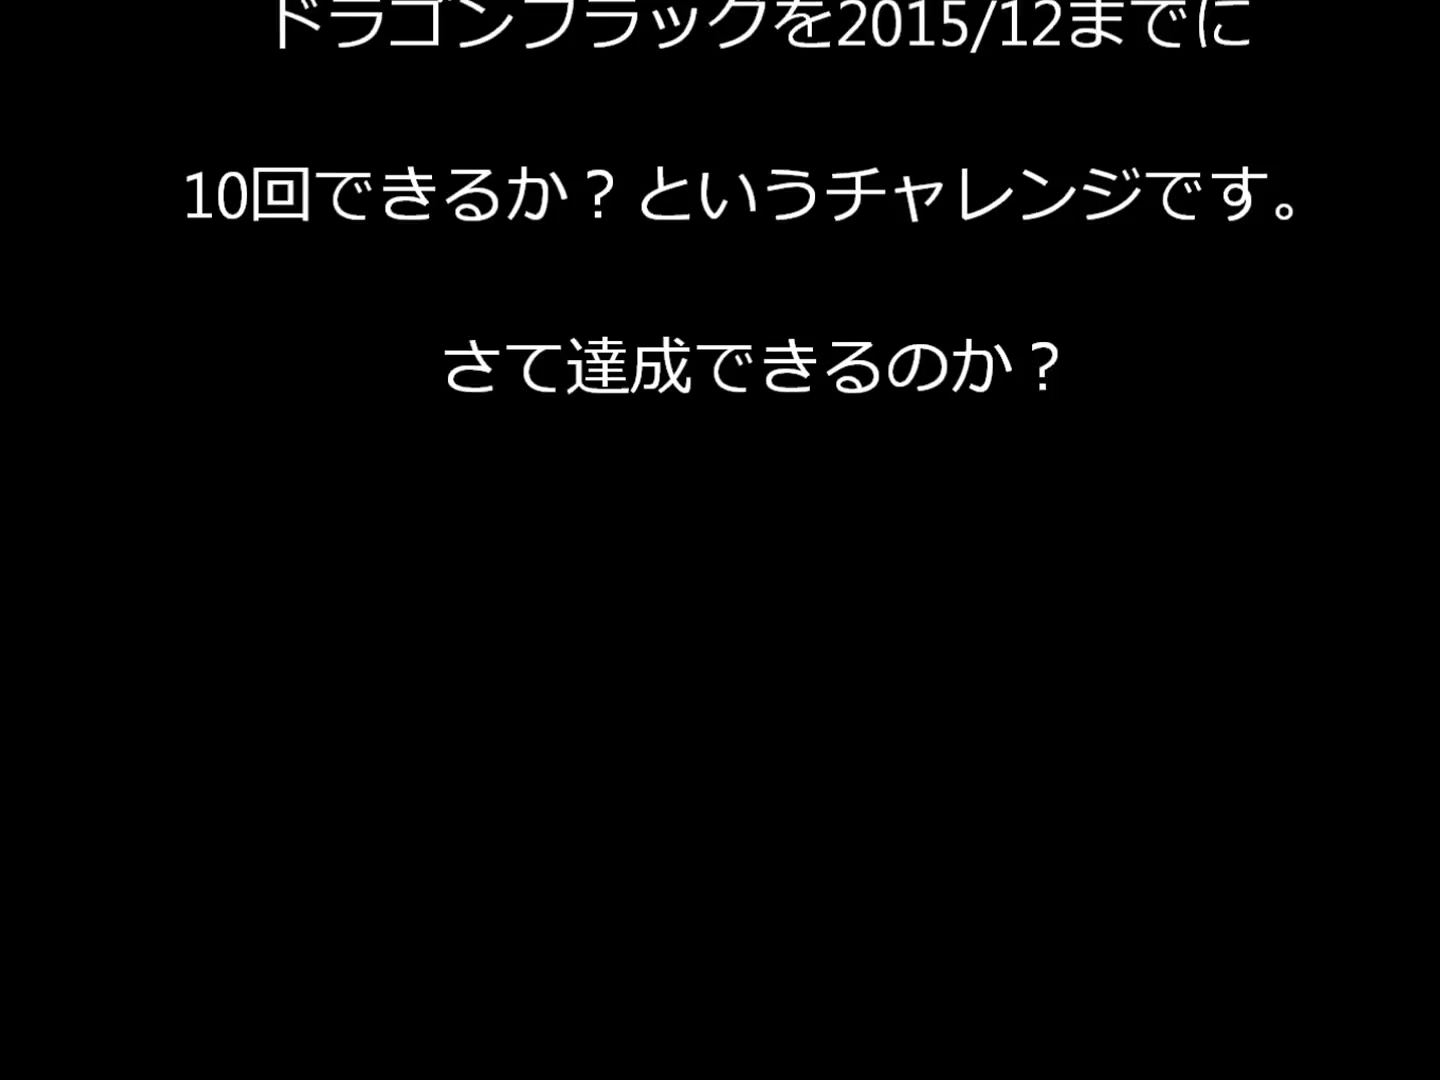 ドラゴンフラッグを2015/12までに
10回できるか？というチャレンジです。
さて達成できるのか？